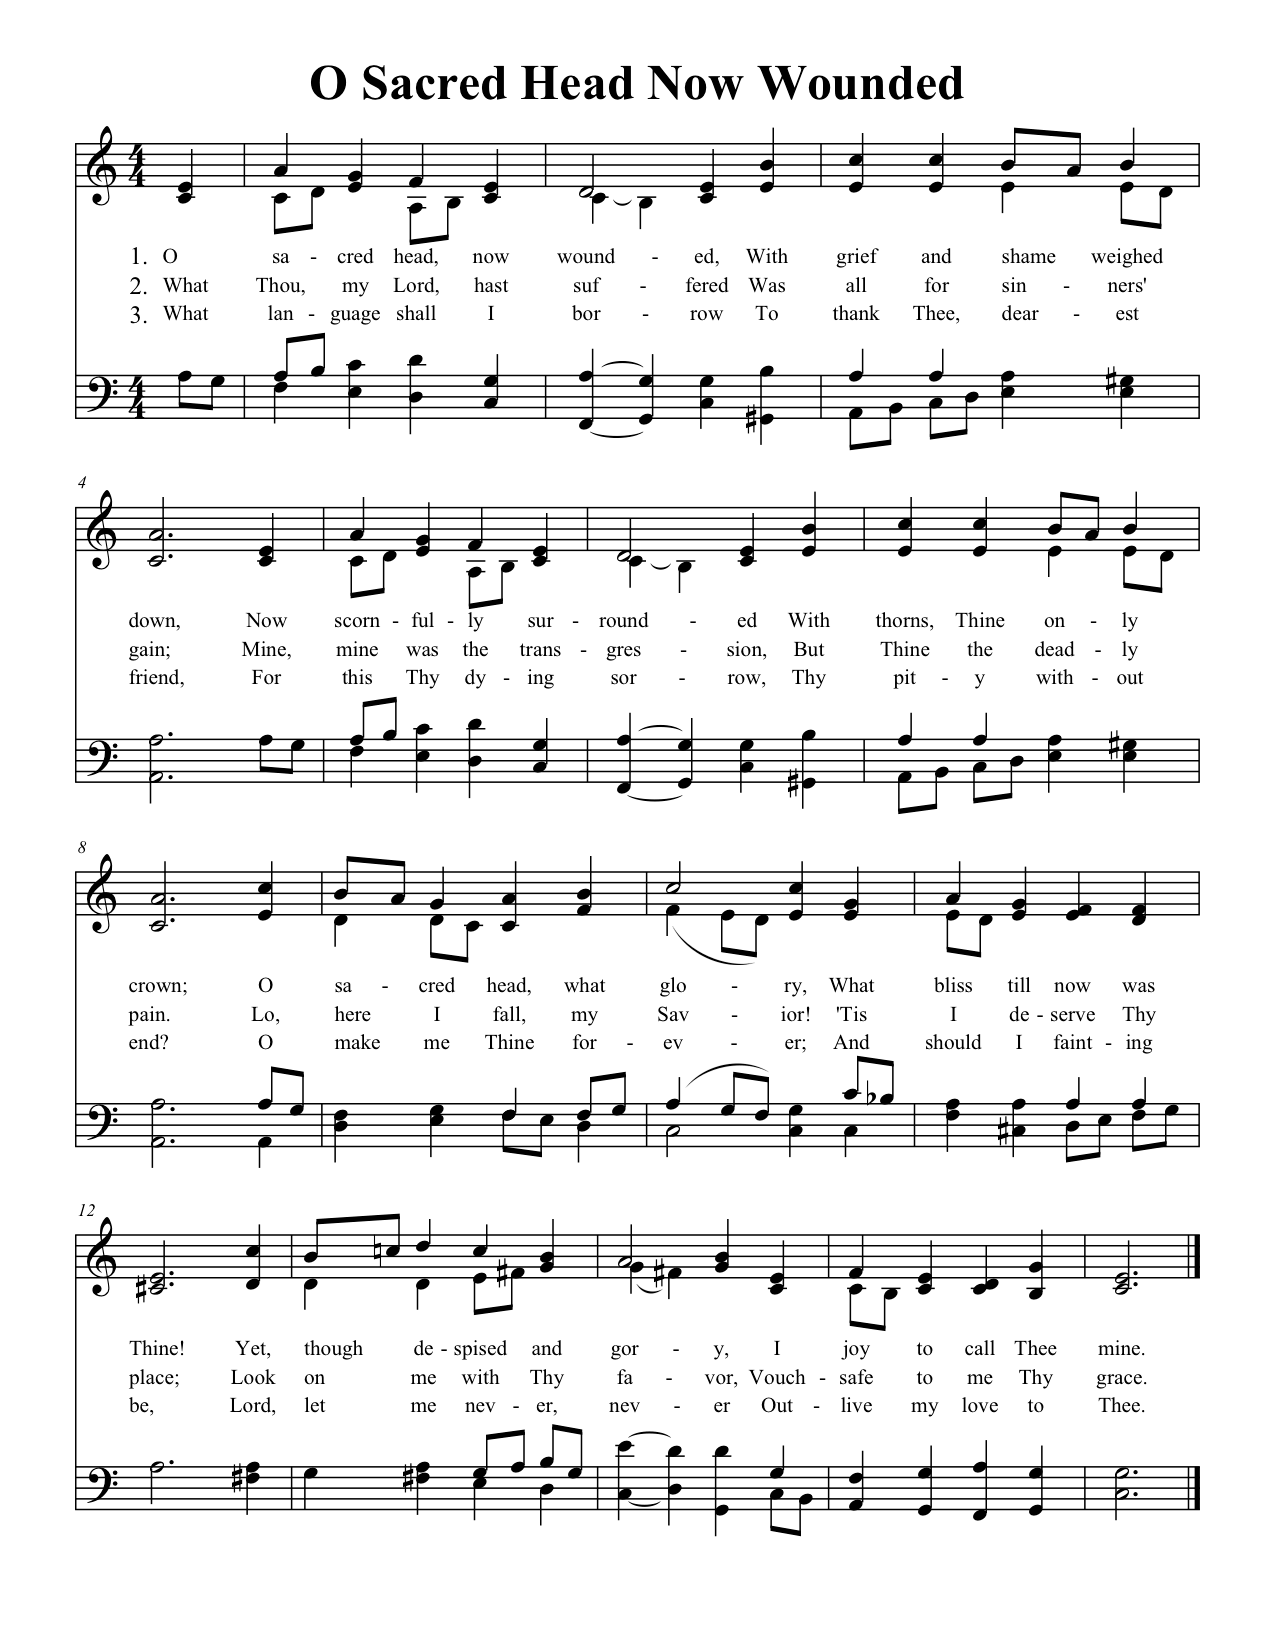 O Sacred Head Now Wounded
1. O sa - cred head, now wound - ed, With grief and shame weighed
2. What Thou, my Lord, hast suf - fered Was all for sin - ners'
3. What lan - guage shall I bor - row To thank Thee, dear - est
4
down, Now scorn - ful - ly sur - round - ed With thorns, Thine on - ly
gain; Mine, mine was the trans - gres - sion, But Thine the dead - ly
friend, For this Thy dy - ing sor - row, Thy pit - y with - out
8
crown; O sa - cred head, what glo - ry, What bliss till now was
pain. Lo, here I fall, my Sav - ior! 'Tis I de - serve Thy
end? O make me Thine for - ev - er; And should I faint - ing
12
Thine! Yet, though de - spised and gor - y, I joy to call Thee mine.
place; Look on me with Thy fa - vor, Vouch - safe to me Thy grace.
be, Lord, let me nev - er, nev - er Out - live my love to Thee.